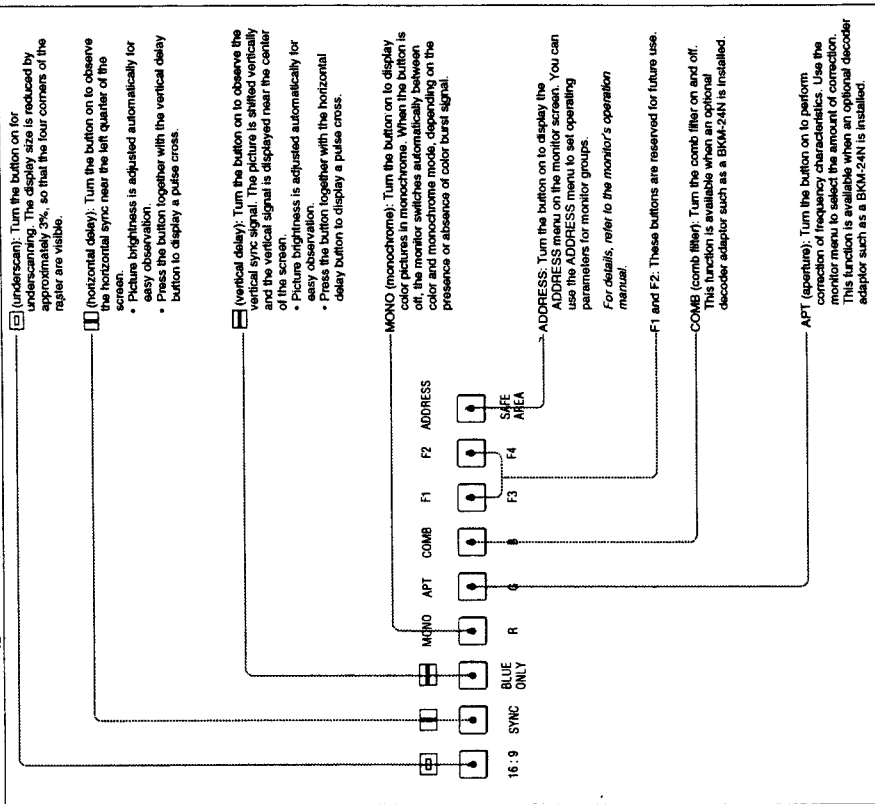 (underscan): Turn the button on for
underscanning. The display size is reduced by
approximately 3%, so that the four corners of the
raster are visible.
(horizontal delay): Turn the button on to observe
the horizontal sync near the left quarter of the
screen.
• Picture brightness is adjusted automatically for
easy observation.
• Press the button together with the vertical delay
button to display a pulse cross.
(vertical delay): Turn the button on to observe the
vertical sync signal. The picture is shifted vertically
and the vertical signal is displayed near the center
of the screen.
• Picture brightness is adjusted automatically for
easy observation.
• Press the button together with the horizontal
delay button to display a pulse cross.
MONO (monochrome): Turn the button on to display
color pictures in monochrome. When the button is
off, the monitor switches automatically between
color and monochrome mode, depending on the
presence or absence of color burst signal.
ADDRESS: Turn the button on to display the
ADDRESS menu on the monitor screen. You can
use the ADDRESS menu to set operating
parameters for monitor groups.
For details, refer to the monitor's operation
manual.
F1 and F2: These buttons are reserved for future use.
COMB (comb filter): Turn the comb filter on and off.
This function is available when an optional
decoder adaptor such as a BKM-24N is installed.
APT (aperture): Turn the button on to perform
correction of frequency characteristics. Use the
monitor menu to select the amount of correction.
This function is available when an optional decoder
adaptor such as a BKM-24N is installed.
MONO APT COMB F1 F2 ADDRESS
16:9 SYNC BLUE ONLY R G B F3 F4 SAFE AREA